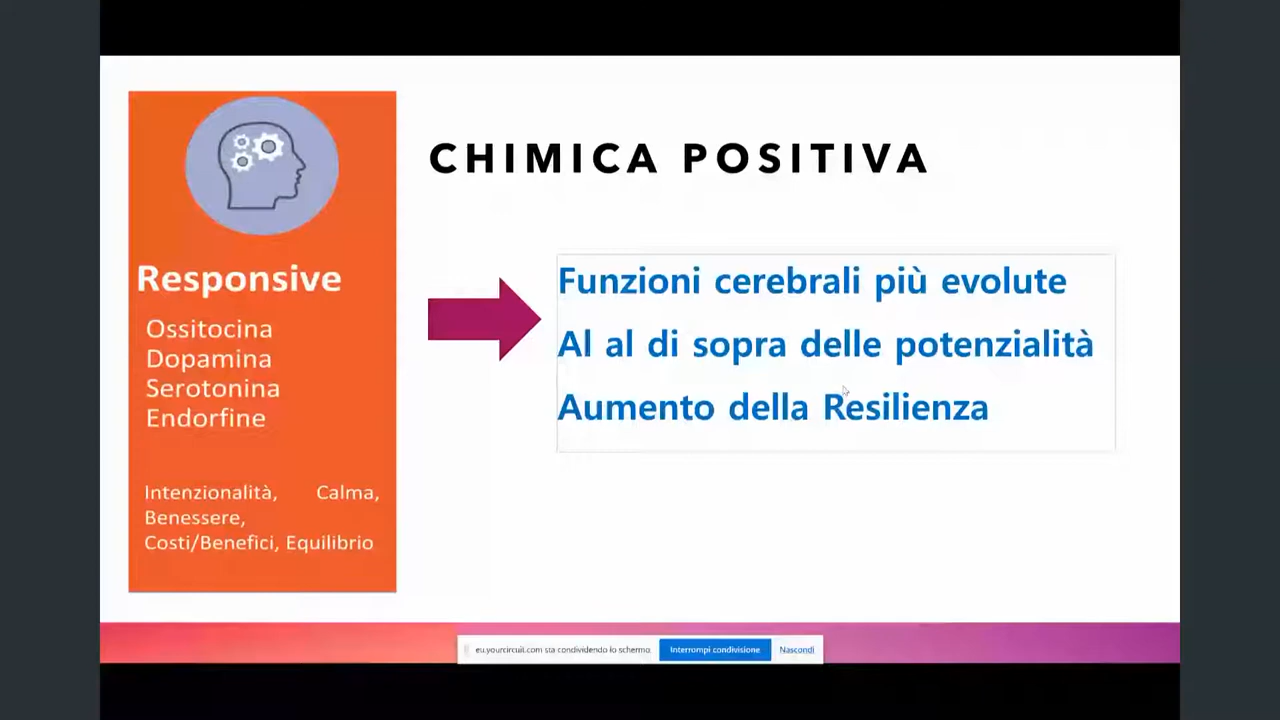 CHIMICA POSITIVA
Responsive
Ossitocina
Dopamina
Serotonina
Endorfine
Intenzionalità, Calma,
Benessere,
Costi/Benefici, Equilibrio
Funzioni cerebrali più evolute
Al al di sopra delle potenzialità
Aumento della Resilienza
eu.yourcircuit.com sta condividendo lo schermo.
Interrompi condivisione
Nascondi